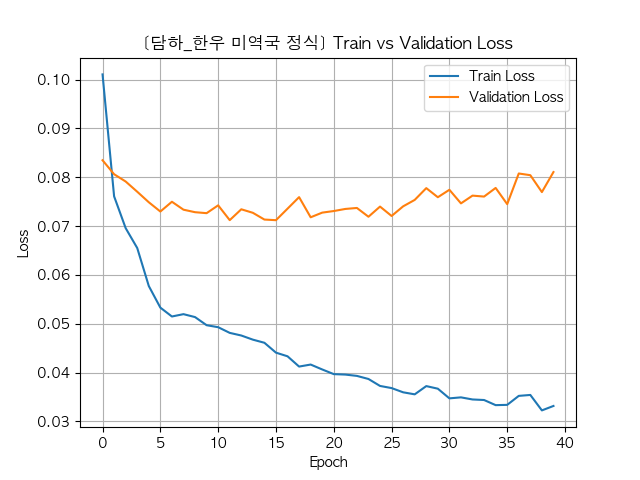 [담하_한우 미역국 정식] Train vs Validation Loss
Train Loss
Validation Loss
Loss
0.10
0.09
0.08
0.07
0.06
0.05
0.04
0.03
0 5 10 15 20 25 30 35 40
Epoch